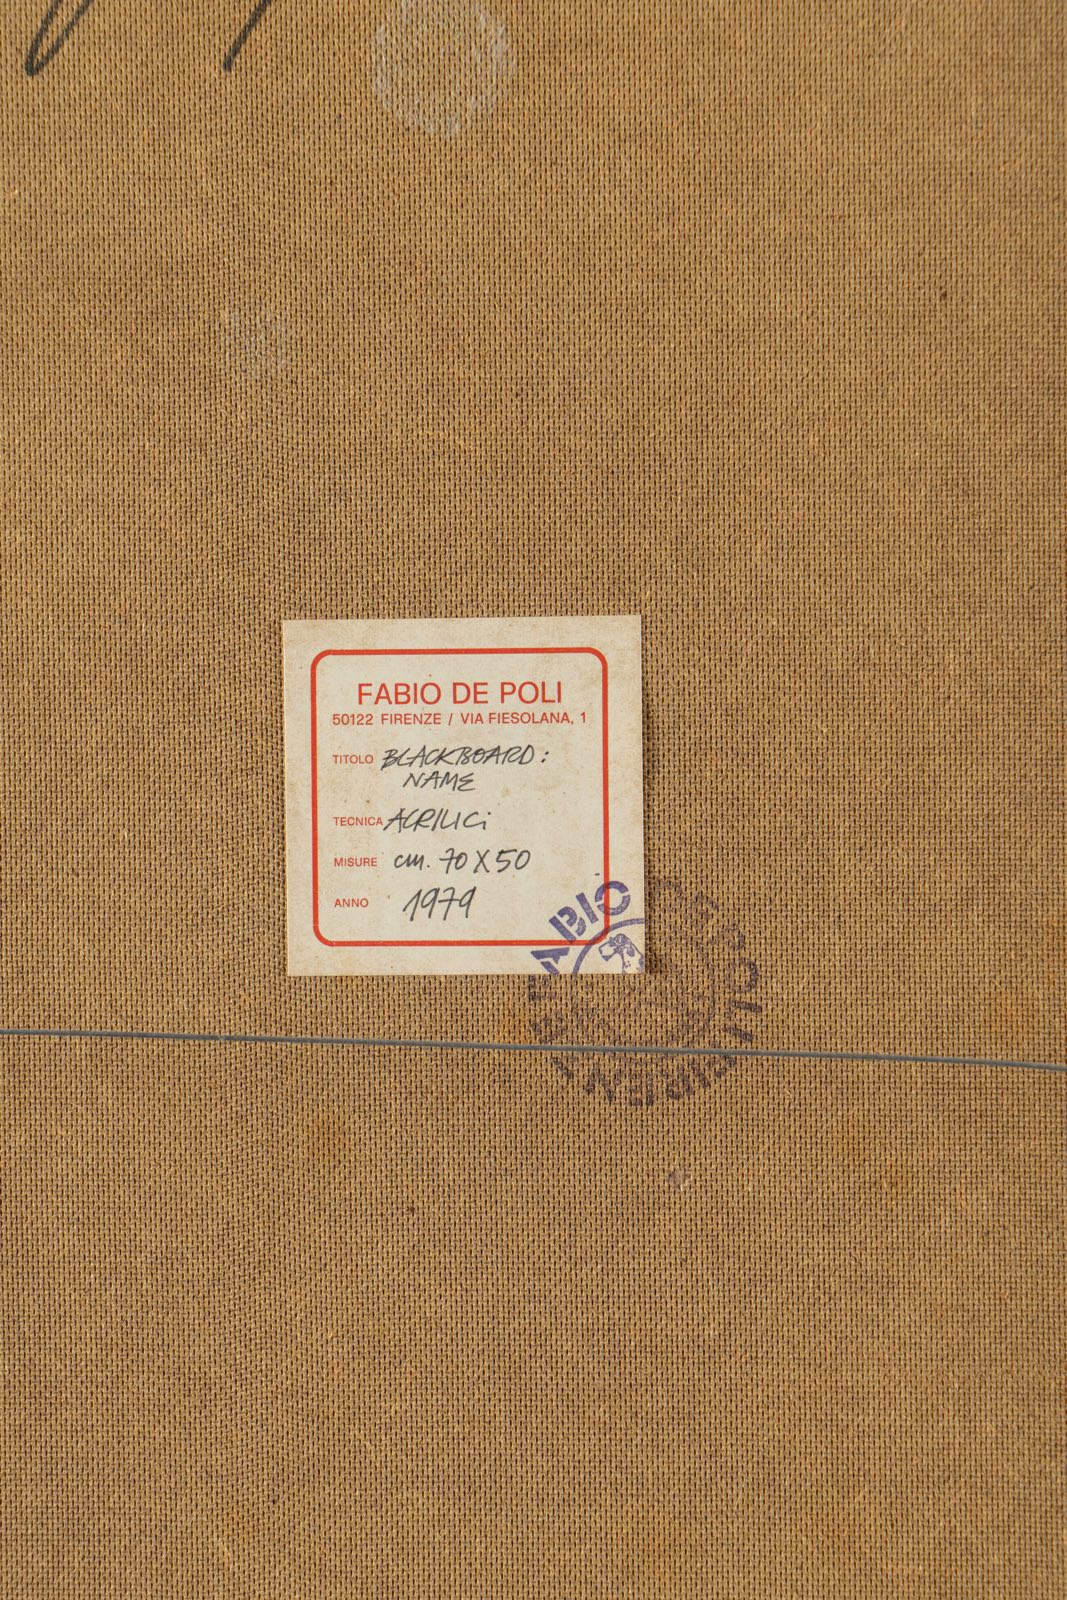 FABIO DE POLI
50122 FIRENZE / VIA FIESOLANA, 1
TITOLO BLACKBOARD:
NAME
TECNICA ACRILICI
MISURE cm. 70 X 50
ANNO 1979
FABIO DE POLI FIRENZE